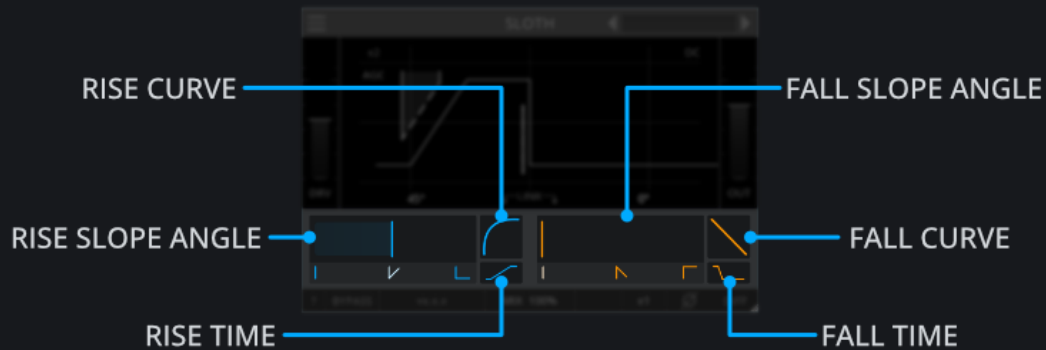 SLOTH
RISE CURVE
FALL SLOPE ANGLE
RISE SLOPE ANGLE
FALL CURVE
RISE TIME
FALL TIME